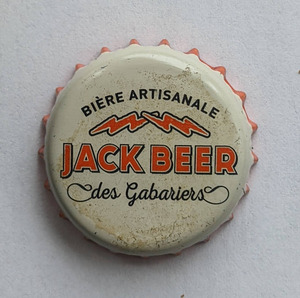 BIÈRE ARTISANALE
JACK BEER
des Gabariers